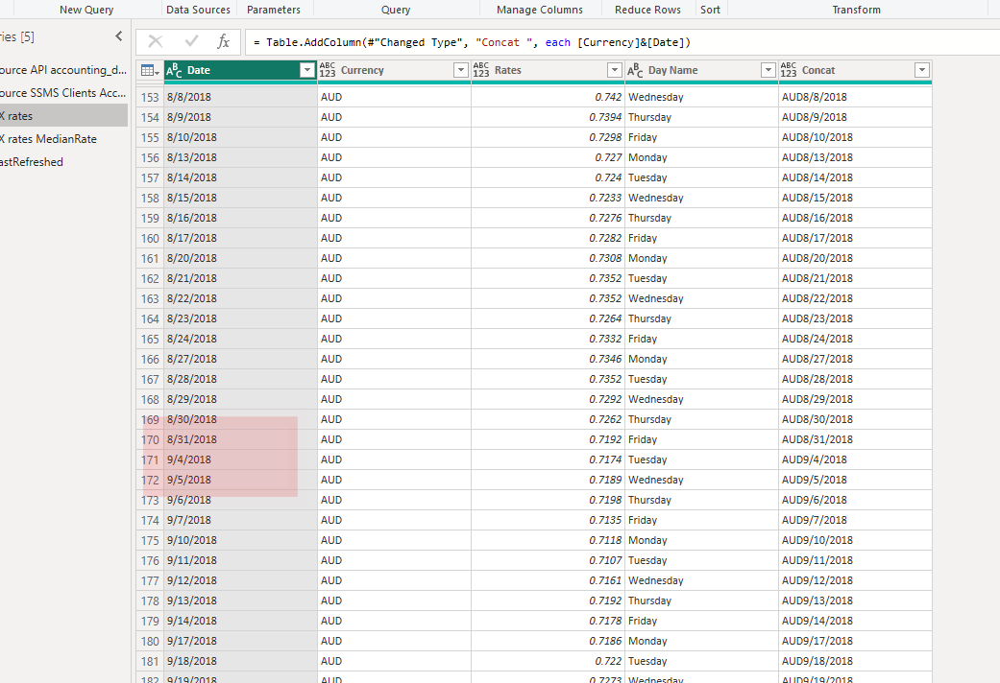 New Query Data Sources Parameters Query Manage Columns Reduce Rows Sort Transform
ries [5]
= Table.AddColumn(#"Changed Type", "Concat ", each [Currency]&[Date])
ource API accounting_d...
ource SSMS Clients Acc...
X rates
X rates MedianRate
astRefreshed
ABC Date ABC 123 Currency ABC 123 Rates ABC Day Name ABC 123 Concat
153 8/8/2018 AUD 0.742 Wednesday AUD8/8/2018
154 8/9/2018 AUD 0.7394 Thursday AUD8/9/2018
155 8/10/2018 AUD 0.7298 Friday AUD8/10/2018
156 8/13/2018 AUD 0.727 Monday AUD8/13/2018
157 8/14/2018 AUD 0.724 Tuesday AUD8/14/2018
158 8/15/2018 AUD 0.7233 Wednesday AUD8/15/2018
159 8/16/2018 AUD 0.7276 Thursday AUD8/16/2018
160 8/17/2018 AUD 0.7282 Friday AUD8/17/2018
161 8/20/2018 AUD 0.7308 Monday AUD8/20/2018
162 8/21/2018 AUD 0.7352 Tuesday AUD8/21/2018
163 8/22/2018 AUD 0.7352 Wednesday AUD8/22/2018
164 8/23/2018 AUD 0.7264 Thursday AUD8/23/2018
165 8/24/2018 AUD 0.7332 Friday AUD8/24/2018
166 8/27/2018 AUD 0.7346 Monday AUD8/27/2018
167 8/28/2018 AUD 0.7352 Tuesday AUD8/28/2018
168 8/29/2018 AUD 0.7292 Wednesday AUD8/29/2018
169 8/30/2018 AUD 0.7262 Thursday AUD8/30/2018
170 8/31/2018 AUD 0.7192 Friday AUD8/31/2018
171 9/4/2018 AUD 0.7174 Tuesday AUD9/4/2018
172 9/5/2018 AUD 0.7189 Wednesday AUD9/5/2018
173 9/6/2018 AUD 0.7198 Thursday AUD9/6/2018
174 9/7/2018 AUD 0.7135 Friday AUD9/7/2018
175 9/10/2018 AUD 0.7118 Monday AUD9/10/2018
176 9/11/2018 AUD 0.7107 Tuesday AUD9/11/2018
177 9/12/2018 AUD 0.7161 Wednesday AUD9/12/2018
178 9/13/2018 AUD 0.7192 Thursday AUD9/13/2018
179 9/14/2018 AUD 0.7178 Friday AUD9/14/2018
180 9/17/2018 AUD 0.7186 Monday AUD9/17/2018
181 9/18/2018 AUD 0.722 Tuesday AUD9/18/2018
182 9/19/2018 AUD 0.7273 Wednesday AUD9/19/2018